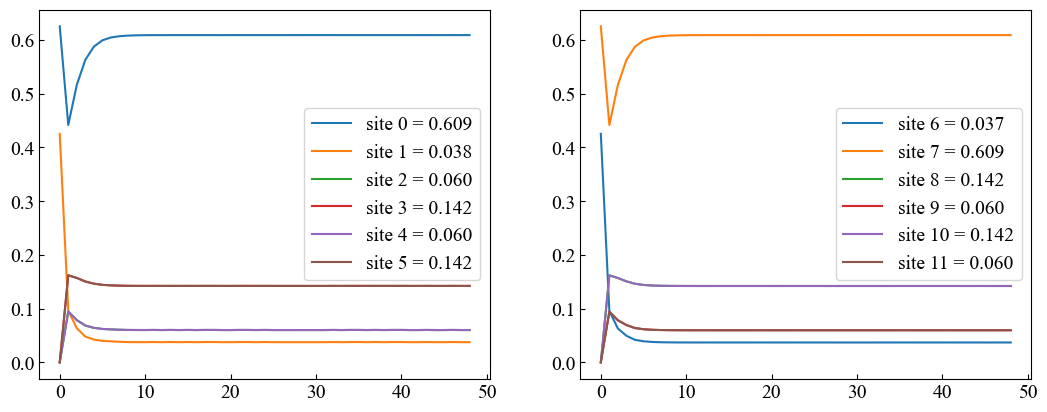 0.6
0.5
0.4
0.3
0.2
0.1
0.0
0 10 20 30 40 50
site 0 = 0.609
site 1 = 0.038
site 2 = 0.060
site 3 = 0.142
site 4 = 0.060
site 5 = 0.142
0.6
0.5
0.4
0.3
0.2
0.1
0.0
0 10 20 30 40 50
site 6 = 0.037
site 7 = 0.609
site 8 = 0.142
site 9 = 0.060
site 10 = 0.142
site 11 = 0.060